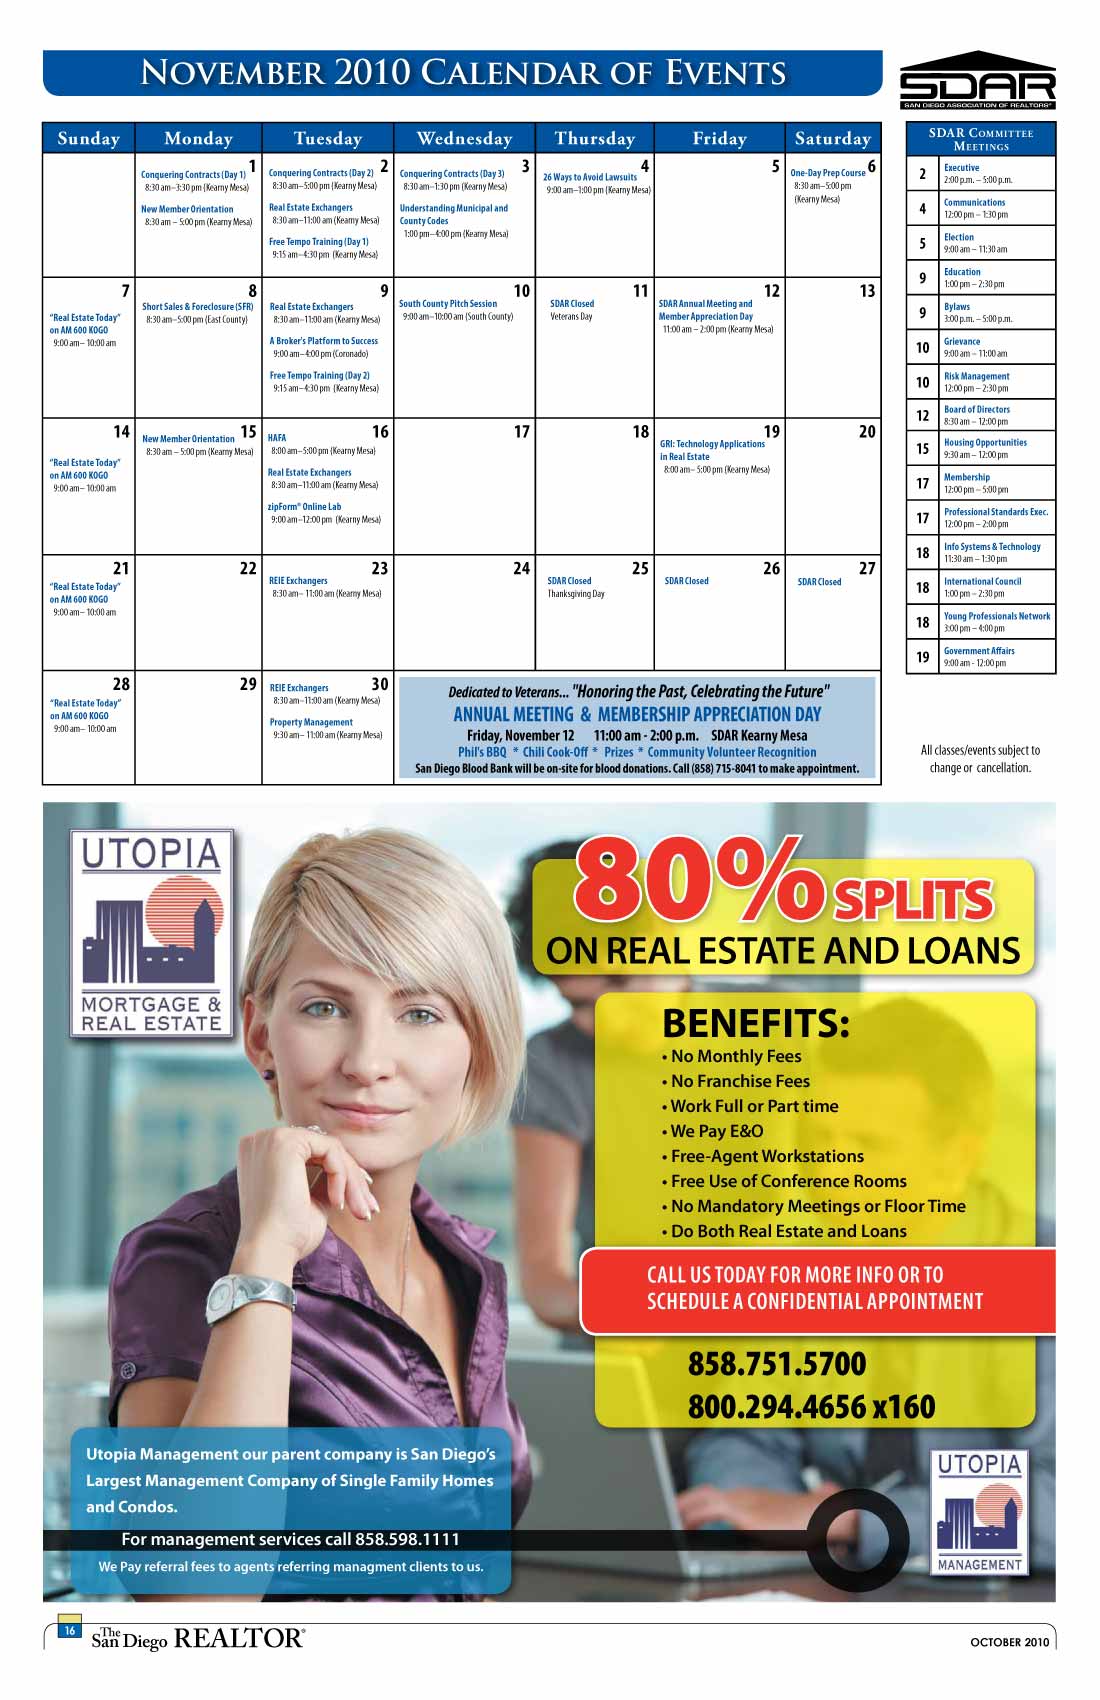 NOVEMBER 2010 CALENDAR OF EVENTS
SDAR
SAN DIEGO ASSOCIATION OF REALTORS®
Sunday Monday Tuesday Wednesday Thursday Friday Saturday
1
Conquering Contracts (Day 1)
8:30 am–3:30 pm (Kearny Mesa)
New Member Orientation
8:30 am – 5:00 pm (Kearny Mesa)
2
Conquering Contracts (Day 2)
8:30 am–5:00 pm (Kearny Mesa)
Real Estate Exchangers
8:30 am–11:00 am (Kearny Mesa)
Free Tempo Training (Day 1)
9:15 am–4:30 pm (Kearny Mesa)
3
Conquering Contracts (Day 3)
8:30 am–1:30 pm (Kearny Mesa)
Understanding Municipal and
County Codes
1:00 pm–4:00 pm (Kearny Mesa)
4
26 Ways to Avoid Lawsuits
9:00 am–1:00 pm (Kearny Mesa)
5
6
One-Day Prep Course
8:30 am–5:00 pm
(Kearny Mesa)
7
“Real Estate Today”
on AM 600 KOGO
9:00 am– 10:00 am
8
Short Sales & Foreclosure (SFR)
8:30 am–5:00 pm (East County)
9
Real Estate Exchangers
8:30 am–11:00 am (Kearny Mesa)
A Broker’s Platform to Success
9:00 am–4:00 pm (Coronado)
Free Tempo Training (Day 2)
9:15 am–4:30 pm (Kearny Mesa)
10
South County Pitch Session
9:00 am–10:00 am (South County)
11
SDAR Closed
Veterans Day
12
SDAR Annual Meeting and
Member Appreciation Day
11:00 am – 2:00 pm (Kearny Mesa)
13
14
“Real Estate Today”
on AM 600 KOGO
9:00 am– 10:00 am
15
New Member Orientation
8:30 am – 5:00 pm (Kearny Mesa)
16
HAFA
8:00 am–5:00 pm (Kearny Mesa)
Real Estate Exchangers
8:30 am–11:00 am (Kearny Mesa)
zipForm® Online Lab
9:00 am–12:00 pm (Kearny Mesa)
17
18
19
GRI: Technology Applications
in Real Estate
8:00 am– 5:00 pm (Kearny Mesa)
20
21
“Real Estate Today”
on AM 600 KOGO
9:00 am– 10:00 am
22
23
REIE Exchangers
8:30 am– 11:00 am (Kearny Mesa)
24
25
SDAR Closed
Thanksgiving Day
26
SDAR Closed
27
SDAR Closed
28
“Real Estate Today”
on AM 600 KOGO
9:00 am– 10:00 am
29
30
REIE Exchangers
8:30 am–11:00 am (Kearny Mesa)
Property Management
9:30 am– 11:00 am (Kearny Mesa)
Dedicated to Veterans... "Honoring the Past, Celebrating the Future"
ANNUAL MEETING & MEMBERSHIP APPRECIATION DAY
Friday, November 12 11:00 am - 2:00 p.m. SDAR Kearny Mesa
Phil's BBQ * Chili Cook-Off * Prizes * Community Volunteer Recognition
San Diego Blood Bank will be on-site for blood donations. Call (858) 715-8041 to make appointment.
SDAR COMMITTEE
MEETINGS
2 Executive
2:00 p.m. – 5:00 p.m.
4 Communications
12:00 pm – 1:30 pm
5 Election
9:00 am – 11:30 am
9 Education
1:00 pm – 2:30 pm
9 Bylaws
3:00 p.m. – 5:00 p.m.
10 Grievance
9:00 am – 11:00 am
10 Risk Management
12:00 pm – 2:30 pm
12 Board of Directors
8:30 am – 12:00 pm
15 Housing Opportunities
9:30 am – 12:00 pm
17 Membership
12:00 pm – 5:00 pm
17 Professional Standards Exec.
12:00 pm – 2:00 pm
18 Info Systems & Technology
11:30 am – 1:30 pm
18 International Council
1:00 pm – 2:30 pm
18 Young Professionals Network
3:00 pm – 4:00 pm
19 Government Affairs
9:00 am - 12:00 pm
All classes/events subject to
change or cancellation.
UTOPIA
MORTGAGE &
REAL ESTATE
80% SPLITS
ON REAL ESTATE AND LOANS
BENEFITS:
• No Monthly Fees
• No Franchise Fees
• Work Full or Part time
• We Pay E&O
• Free-Agent Workstations
• Free Use of Conference Rooms
• No Mandatory Meetings or Floor Time
• Do Both Real Estate and Loans
CALL US TODAY FOR MORE INFO OR TO
SCHEDULE A CONFIDENTIAL APPOINTMENT
858.751.5700
800.294.4656 x160
Utopia Management our parent company is San Diego’s
Largest Management Company of Single Family Homes
and Condos.
For management services call 858.598.1111
We Pay referral fees to agents referring managment clients to us.
UTOPIA
MANAGEMENT
16 The San Diego REALTOR®
OCTOBER 2010